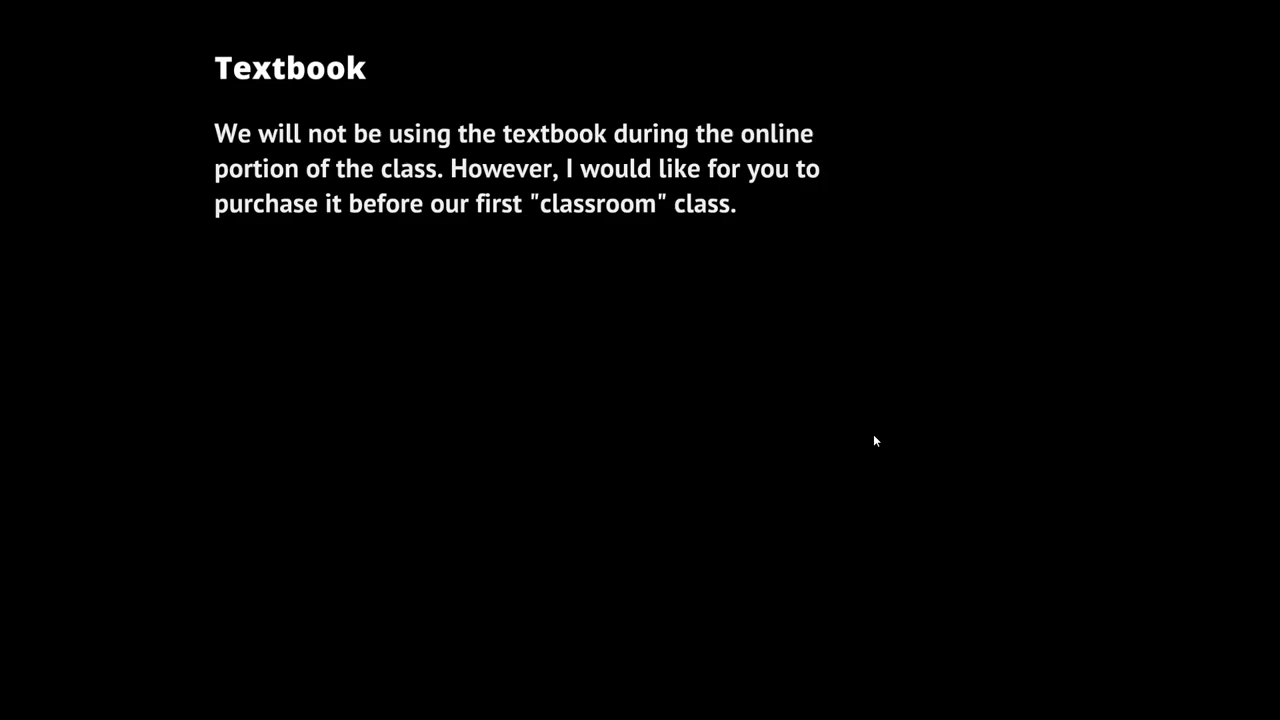 Textbook
We will not be using the textbook during the online
portion of the class. However, I would like for you to
purchase it before our first "classroom" class.